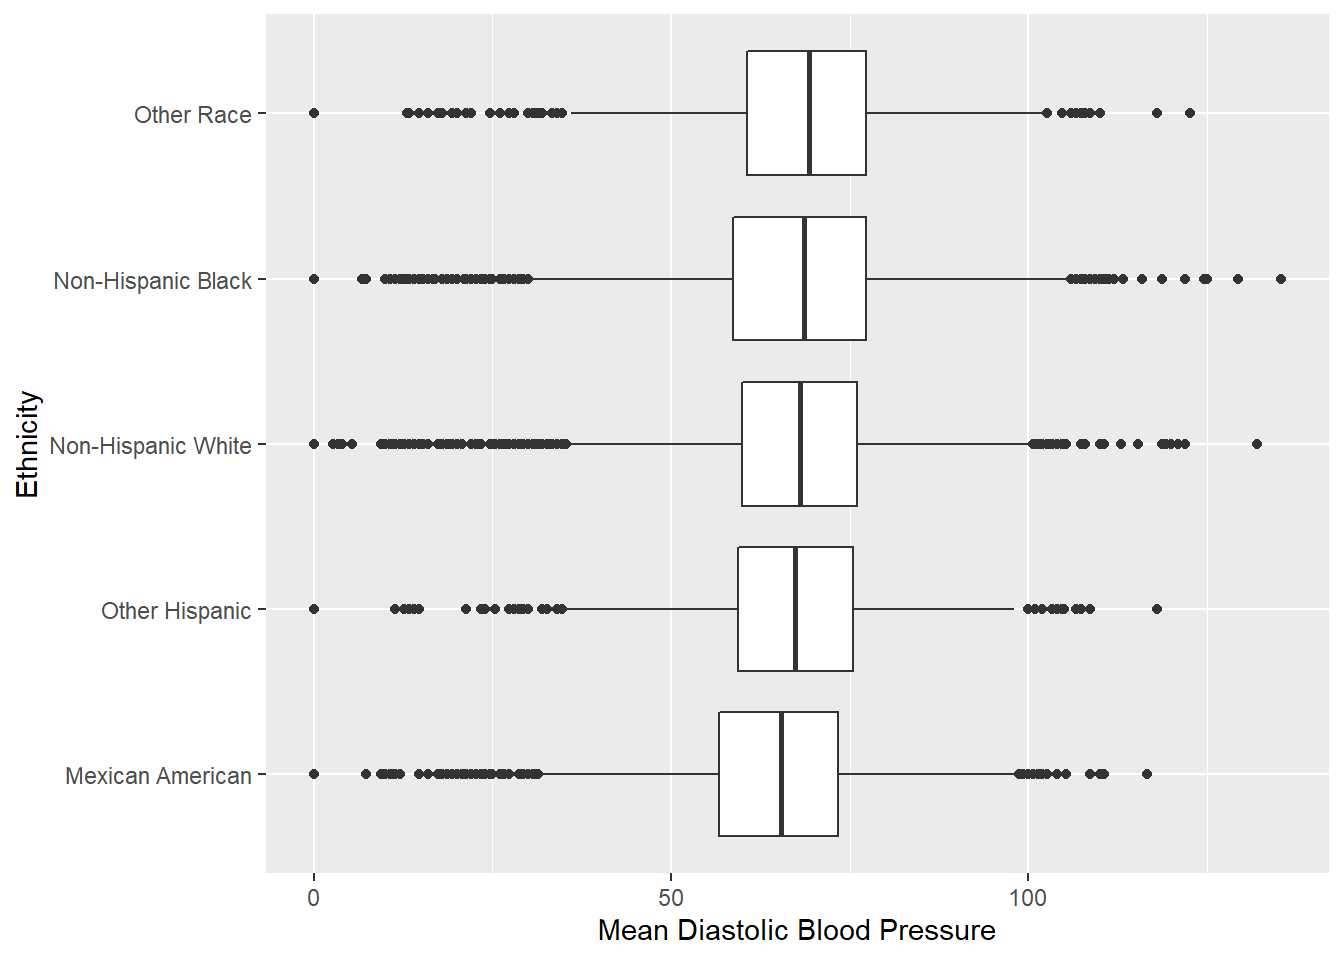 Other Race
Non-Hispanic Black
Non-Hispanic White
Other Hispanic
Mexican American
Ethnicity
0 50 100
Mean Diastolic Blood Pressure